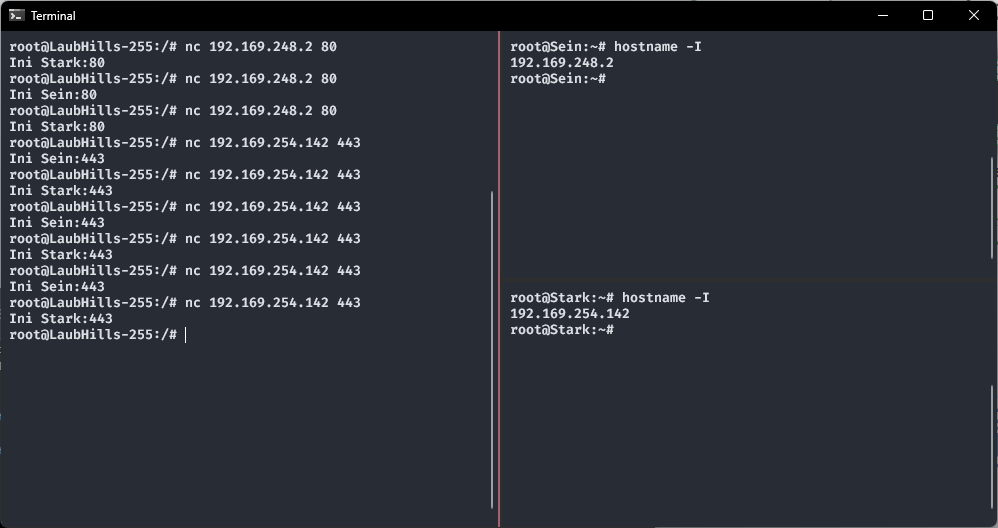 Terminal
root@LaubHills-255:/# nc 192.169.248.2 80
Ini Stark:80
root@LaubHills-255:/# nc 192.169.248.2 80
Ini Sein:80
root@LaubHills-255:/# nc 192.169.248.2 80
Ini Stark:80
root@LaubHills-255:/# nc 192.169.254.142 443
Ini Sein:443
root@LaubHills-255:/# nc 192.169.254.142 443
Ini Stark:443
root@LaubHills-255:/# nc 192.169.254.142 443
Ini Sein:443
root@LaubHills-255:/# nc 192.169.254.142 443
Ini Stark:443
root@LaubHills-255:/# nc 192.169.254.142 443
Ini Sein:443
root@LaubHills-255:/# nc 192.169.254.142 443
Ini Stark:443
root@LaubHills-255:/#
root@Sein:~# hostname -I
192.169.248.2
root@Sein:~#
root@Stark:~# hostname -I
192.169.254.142
root@Stark:~#